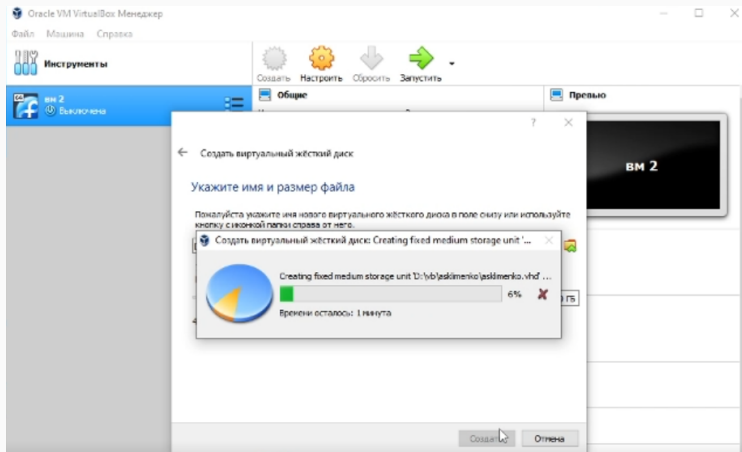 Oracle VM VirtualBox Менеджер
Файл Машина Справка
Инструменты
Создать Настроить Сбросить Запустить
вм 2
Выключена
Общие
Превью
вм 2
Создать виртуальный жёсткий диск
Укажите имя и размер файла
Пожалуйста укажите имя нового виртуального жёсткого диска в поле снизу или используйте
кнопку с иконкой папки справа от него.
Создать виртуальный жёсткий диск: Creating fixed medium storage unit '...
Creating fixed medium storage unit 'D:\vb\asklmenko\asklmenko.vhd' ...
6%
Времени осталось: 1 минута
ГБ
Создать
Отмена